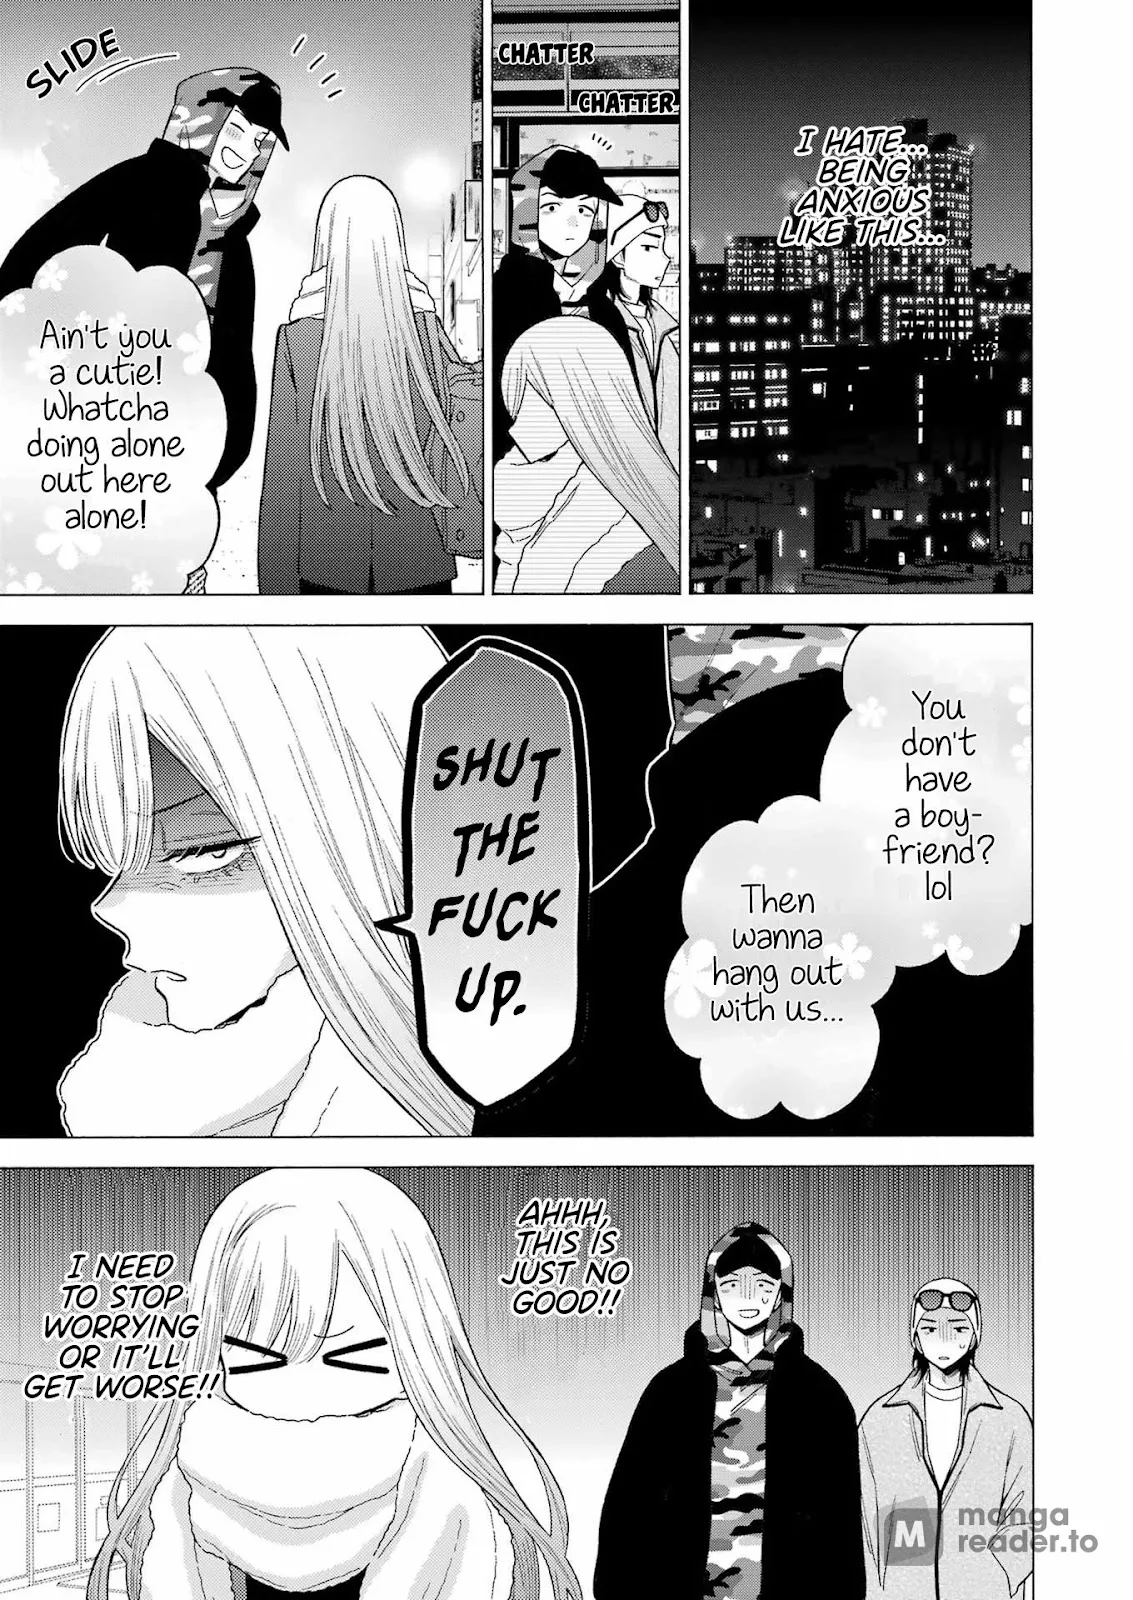 I HATE...
BEING
ANXIOUS
LIKE THIS...
CHATTER
CHATTER
SLIDE
Ain't you
a cutie!
Whatcha
doing alone
out here
alone!
You
don't
have
a boy-
friend?
lol
Then
wanna
hang out
with us...
SHUT
THE
FUCK
UP.
AHHH,
THIS IS
JUST NO
GOOD!!
I NEED
TO STOP
WORRYING
OR IT'LL
GET WORSE!!
M manga
reader.to